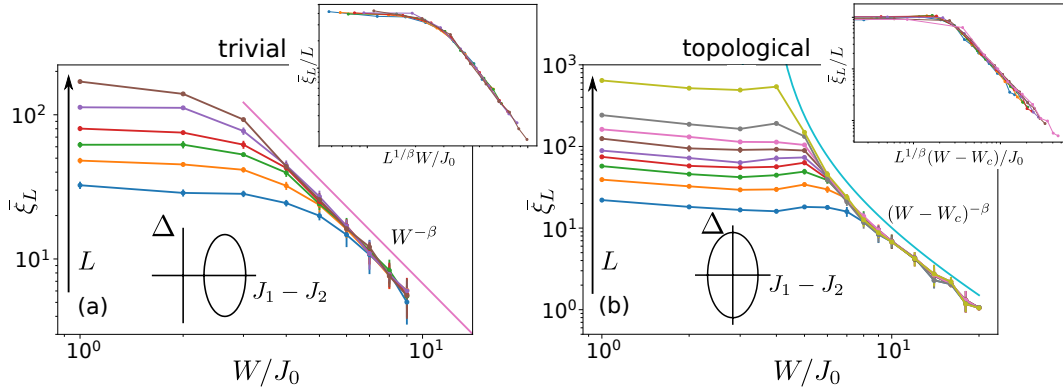 trivial
ξ̄_L/L
L^{1/β}W/J_0
10^2
10^1
ξ̄_L
L
Δ
J_1 − J_2
W^{−β}
(a)
10^0
10^1
W/J_0
topological
ξ̄_L/L
L^{1/β}(W − W_c)/J_0
10^3
10^2
10^1
10^0
ξ̄_L
L
Δ
J_1 − J_2
(W − W_c)^{−β}
(b)
10^0
10^1
W/J_0